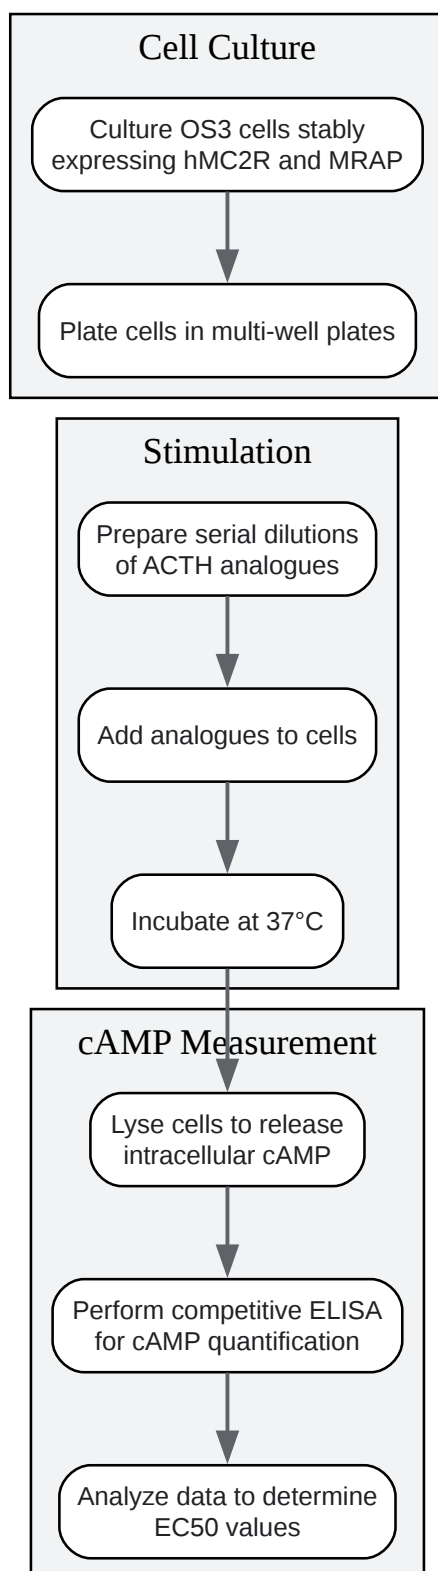 Cell Culture
Culture OS3 cells stably
expressing hMC2R and MRAP
Plate cells in multi-well plates
Stimulation
Prepare serial dilutions
of ACTH analogues
Add analogues to cells
Incubate at 37°C
cAMP Measurement
Lyse cells to release
intracellular cAMP
Perform competitive ELISA
for cAMP quantification
Analyze data to determine
EC50 values